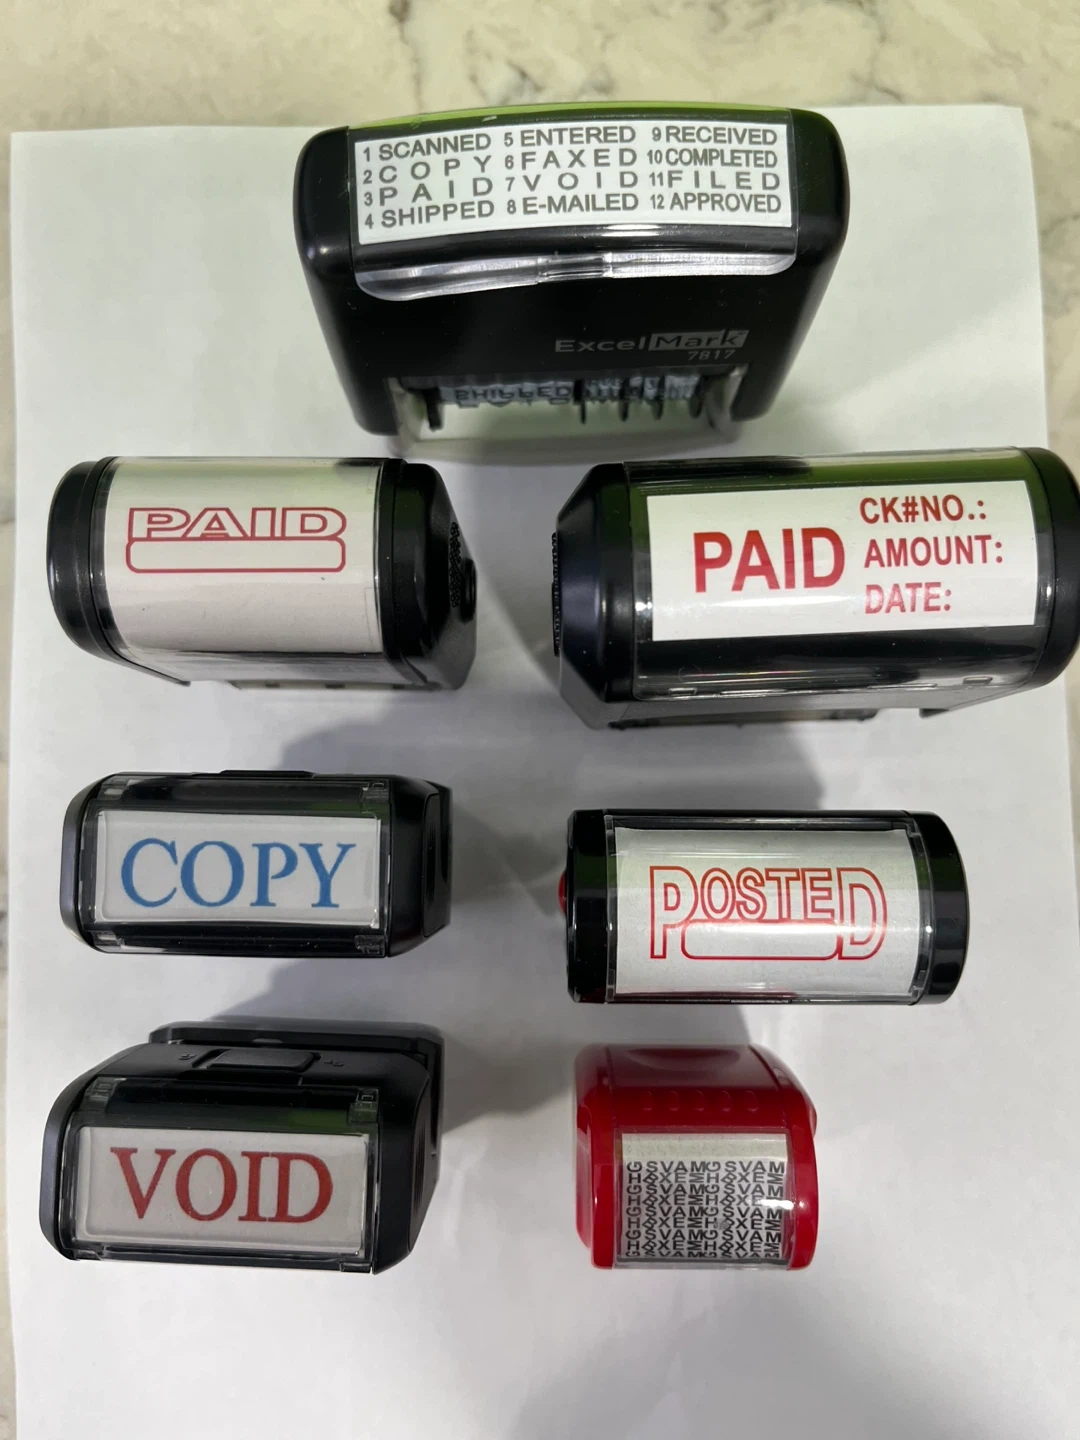 1 SCANNED 5 ENTERED 9 RECEIVED
2 COPY 6 FAXED 10 COMPLETED
3 PAID 7 VOID 11 FILED
4 SHIPPED 8 E-MAILED 12 APPROVED
ExcelMark
7817
SHIPPED
PAID
PAID
CK#NO.:
AMOUNT:
DATE:
COPY
POSTED
VOID